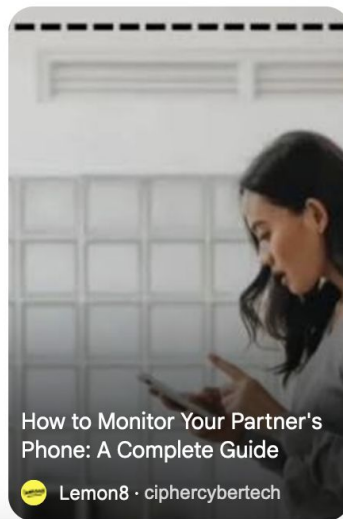 How to Monitor Your Partner's
Phone: A Complete Guide
Lemon8 · ciphercybertech